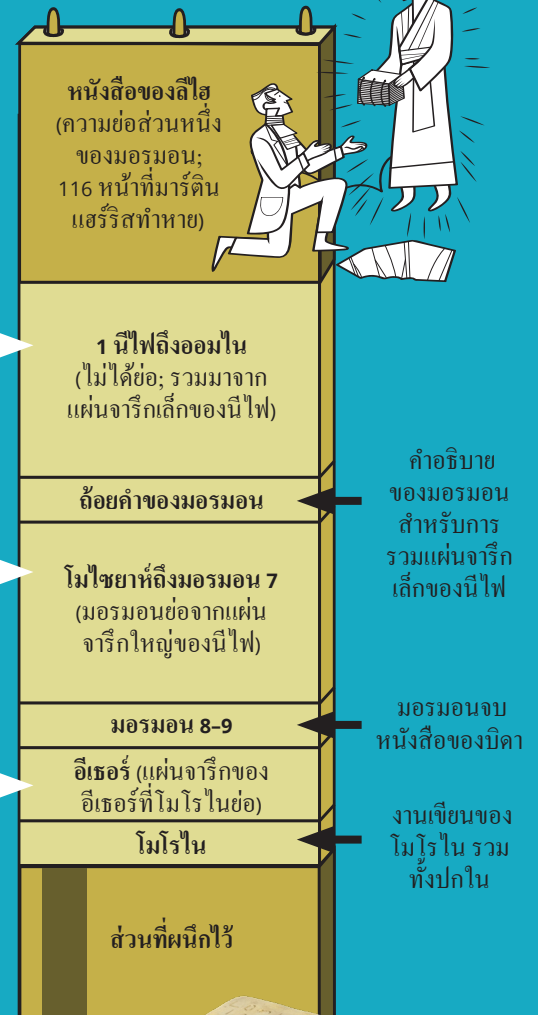 หนังสือของลีไฮ
(ความย่อส่วนหนึ่ง
ของมอรมอน;
116 หน้าที่มาร์ติน
แฮร์ริสทำหาย)
1 นีไฟถึงออมไน
(ไม่ได้ย่อ; รวมมาจาก
แผ่นจารึกเล็กของนีไฟ)
ถ้อยคำของมอรมอน
คำอธิบาย
ของมอรมอน
สำหรับการ
รวมแผ่นจารึก
เล็กของนีไฟ
โมไซยาห์ถึงมอรมอน 7
(มอรมอนย่อจากแผ่น
จารึกใหญ่ของนีไฟ)
มอรมอน 8–9
มอรมอนจบ
หนังสือของบิดา
อีเธอร์ (แผ่นจารึกของ
อีเธอร์ที่โมโรไนย่อ)
โมโรไน
งานเขียนของ
โมโรไน รวม
ทั้งปกใน
ส่วนที่ผนึกไว้